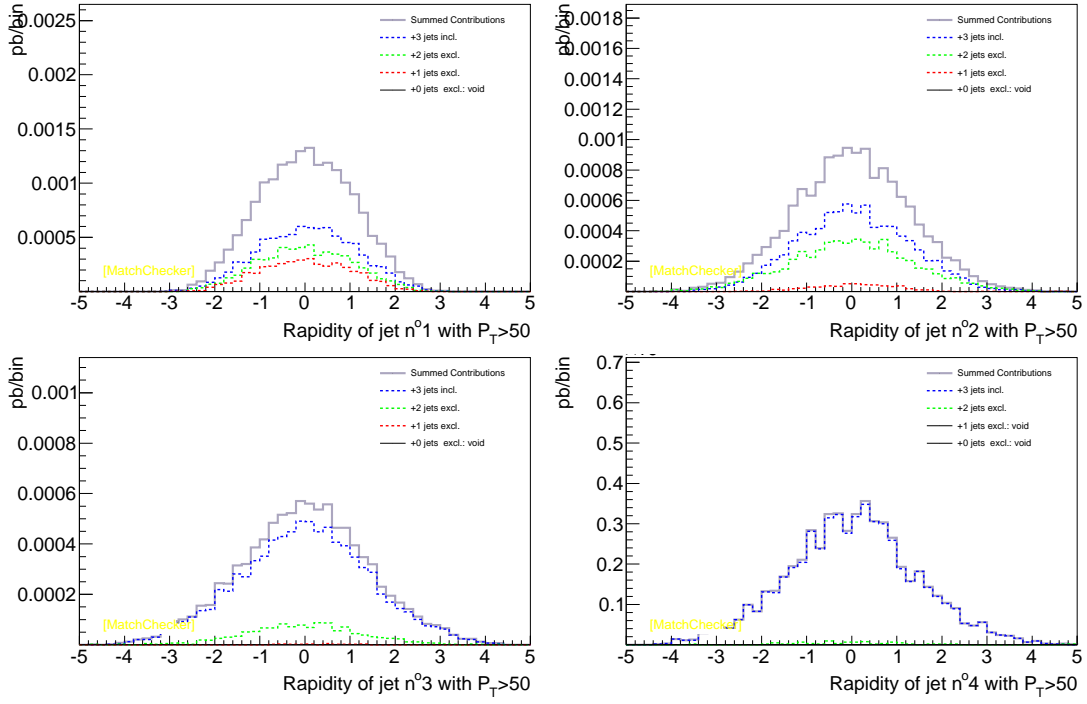 pb/bin
0.0025
0.002
0.0015
0.001
0.0005
Summed Contributions
+3 jets incl.
+2 jets excl.
+1 jets excl.
+0 jets excl.: void
[MatchChecker]
-5 -4 -3 -2 -1 0 1 2 3 4 5
Rapidity of jet nº1 with P_T>50
pb/bin
0.0018
0.0016
0.0014
0.0012
0.001
0.0008
0.0006
0.0004
0.0002
Summed Contributions
+3 jets incl.
+2 jets excl.
+1 jets excl.
+0 jets excl.: void
[MatchChecker]
-5 -4 -3 -2 -1 0 1 2 3 4 5
Rapidity of jet nº2 with P_T>50
pb/bin
0.001
0.0008
0.0006
0.0004
0.0002
Summed Contributions
+3 jets incl.
+2 jets excl.
+1 jets excl.
+0 jets excl.: void
[MatchChecker]
-5 -4 -3 -2 -1 0 1 2 3 4 5
Rapidity of jet nº3 with P_T>50
pb/bin
0.7
0.6
0.5
0.4
0.3
0.2
0.1
Summed Contributions
+3 jets incl.
+2 jets excl.
+1 jets excl.: void
+0 jets excl.: void
[MatchChecker]
-5 -4 -3 -2 -1 0 1 2 3 4 5
Rapidity of jet nº4 with P_T>50